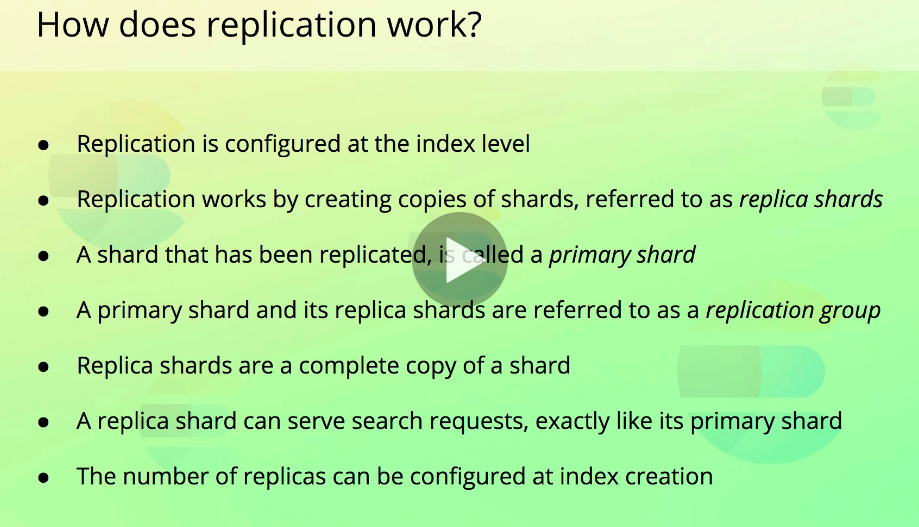 How does replication work?
● Replication is configured at the index level
● Replication works by creating copies of shards, referred to as replica shards
● A shard that has been replicated, is called a primary shard
● A primary shard and its replica shards are referred to as a replication group
● Replica shards are a complete copy of a shard
● A replica shard can serve search requests, exactly like its primary shard
● The number of replicas can be configured at index creation